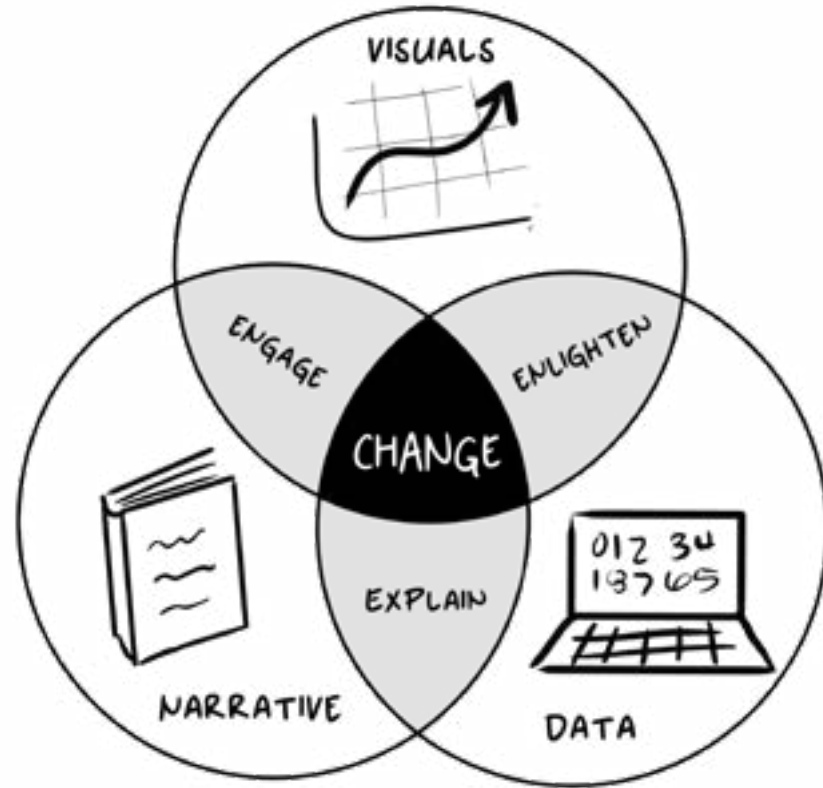 VISUALS
ENGAGE
ENLIGHTEN
CHANGE
012 34
18765
EXPLAIN
NARRATIVE
DATA